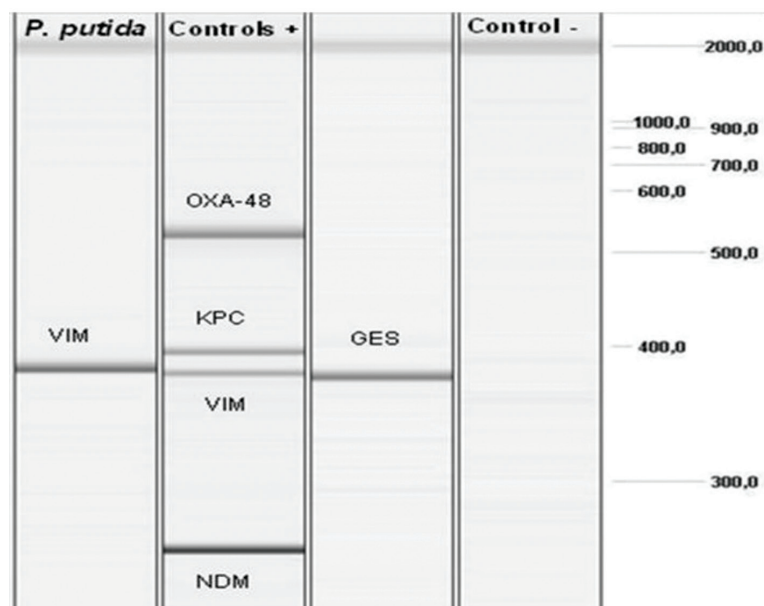 P. putida
Controls +
Control -
OXA-48
KPC
VIM
GES
VIM
NDM
2000,0
1000,0
900,0
800,0
700,0
600,0
500,0
400,0
300,0